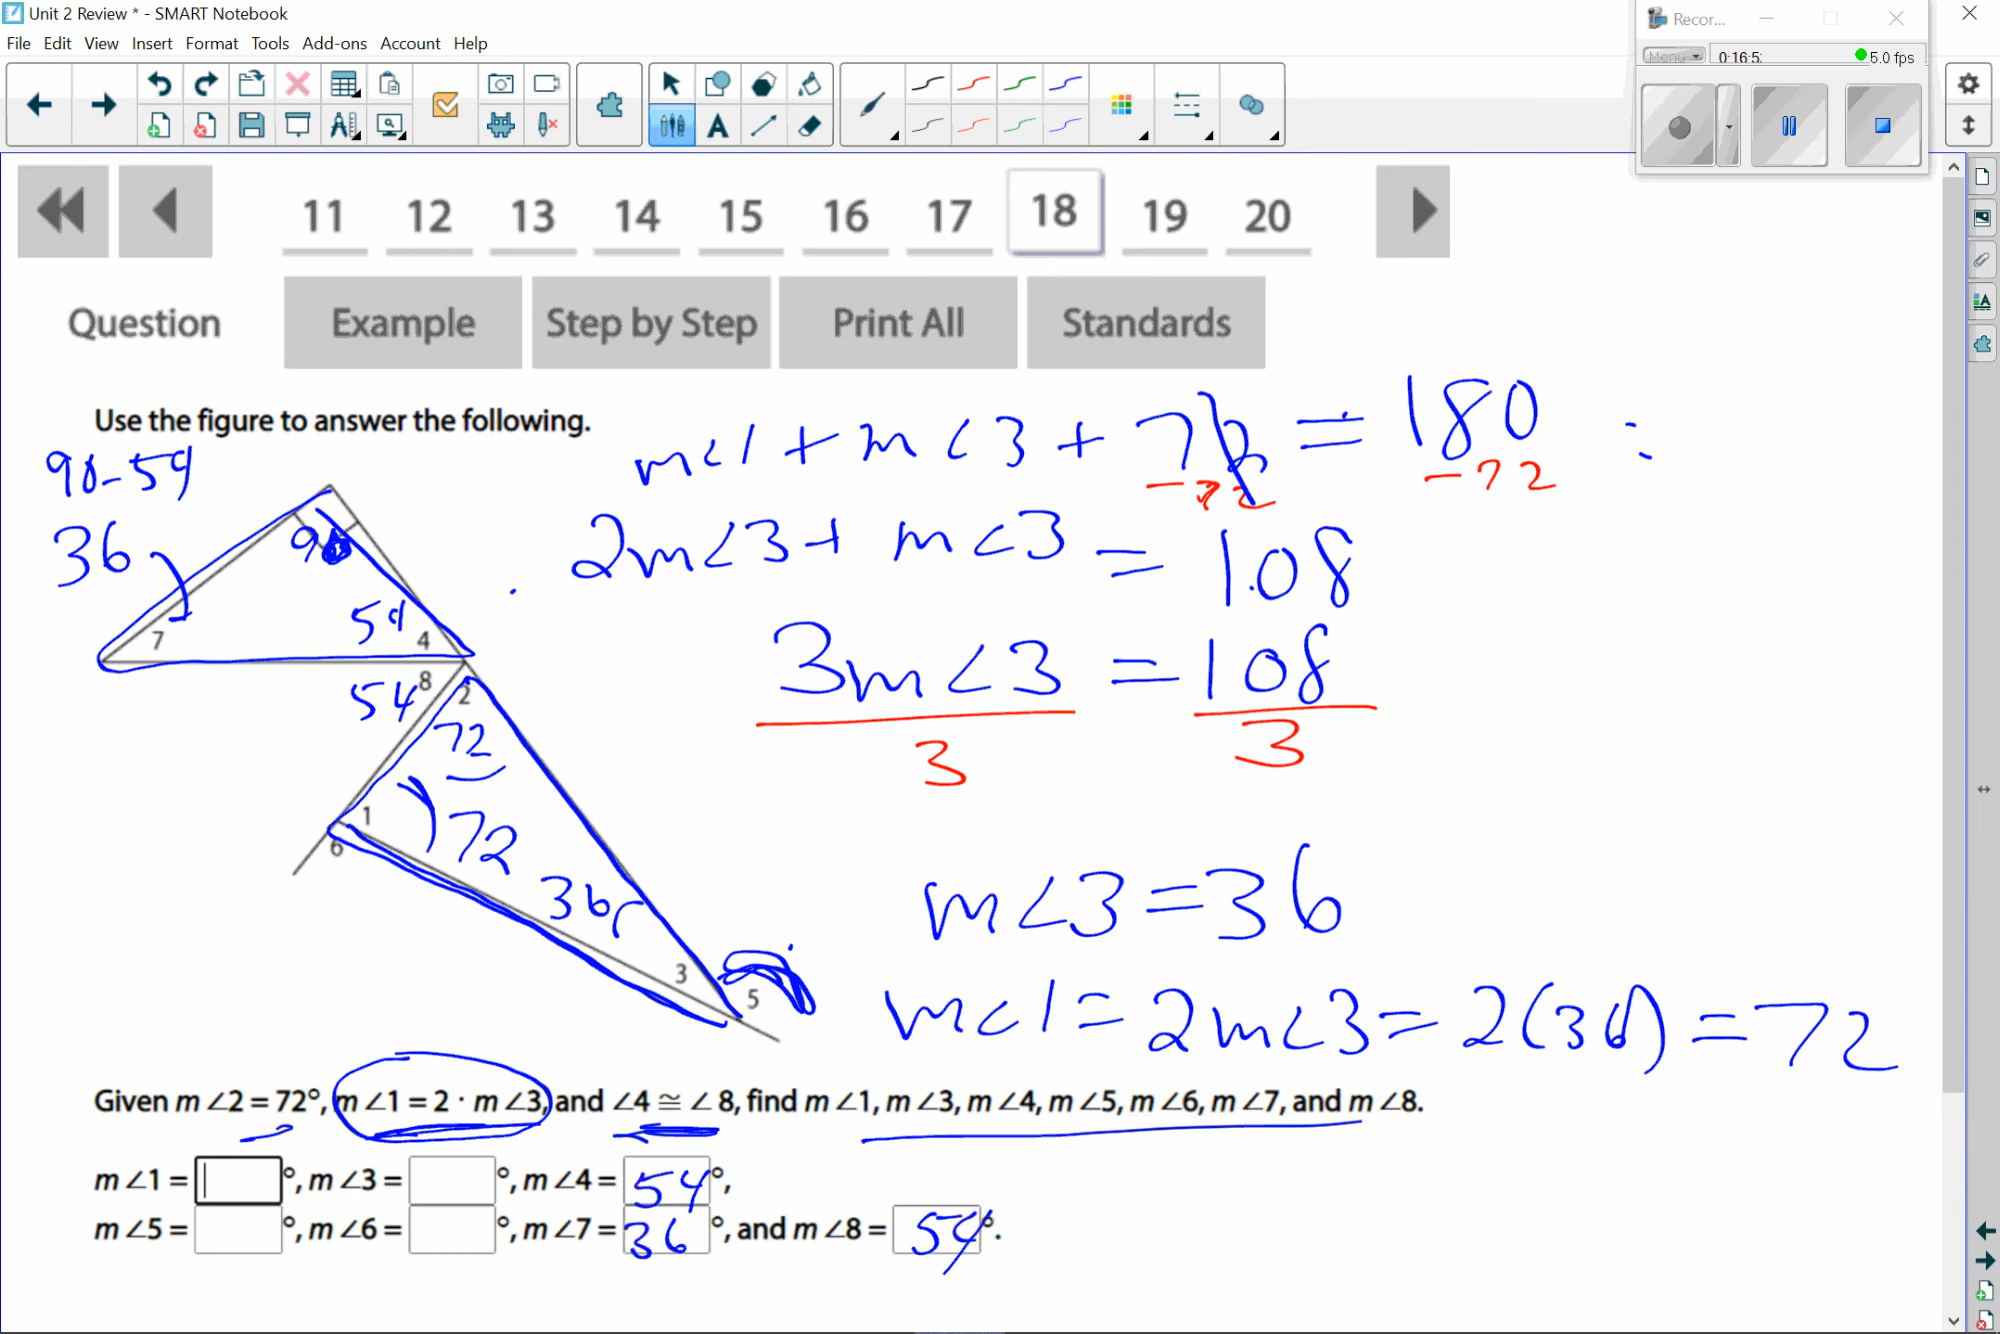 Unit 2 Review * - SMART Notebook
Recor...
File Edit View Insert Format Tools Add-ons Account Help
Menu 0:16:5: 5.0 fps
11 12 13 14 15 16 17 18 19 20
Question Example Step by Step Print All Standards
Use the figure to answer the following.
m<1 + m<3 + 72 = 180
-72 -72
90-54
36
90
2m<3 + m<3 = 108
54 4
7
3m<3 = 108
3 3
54 8 2
72
1 72
6
36
m<3 = 36
3 5
m<1 = 2m<3 = 2(36) = 72
Given m∠2 = 72°, m∠1 = 2 · m∠3, and ∠4 ≅ ∠8, find m∠1, m∠3, m∠4, m∠5, m∠6, m∠7, and m∠8.
m∠1 = °, m∠3 = °, m∠4 = 54°,
m∠5 = °, m∠6 = °, m∠7 = 36°, and m∠8 = 54°.